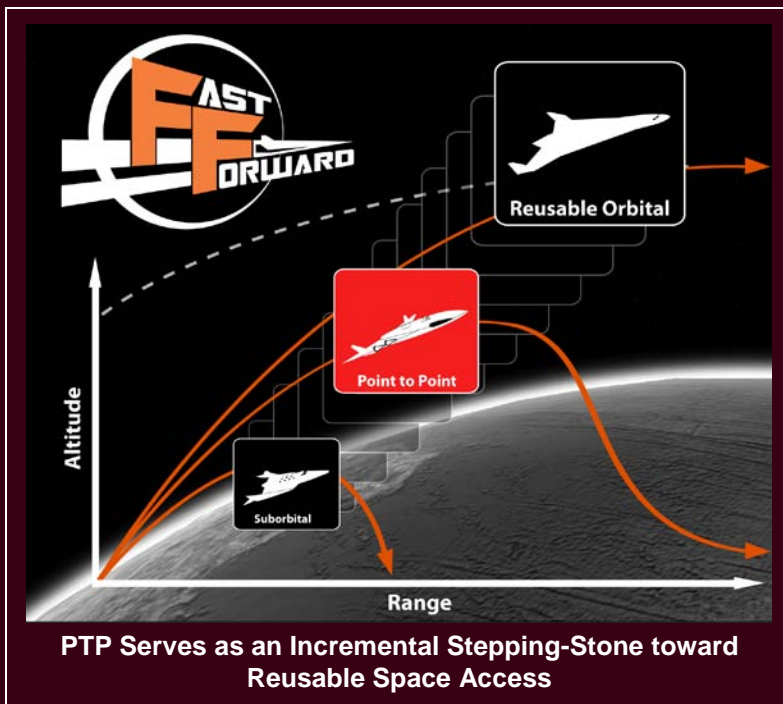 FAST
FORWARD
Reusable Orbital
Point to Point
Suborbital
Altitude
Range
PTP Serves as an Incremental Stepping-Stone toward
Reusable Space Access